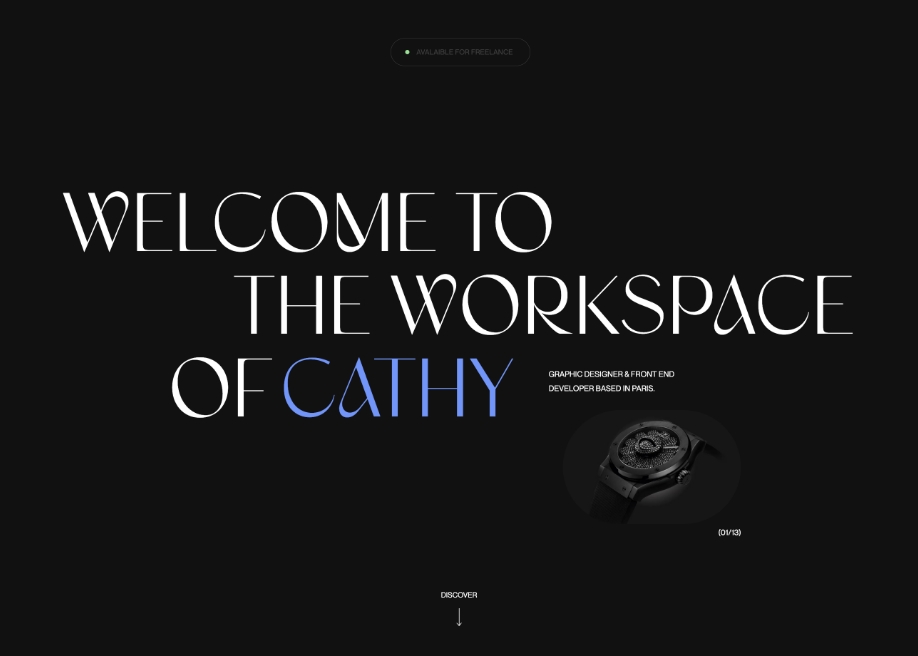 AVALAIBLE FOR FREELANCE
WELCOME TO
THE WORKSPACE
OF CATHY
GRAPHIC DESIGNER & FRONT END
DEVELOPER BASED IN PARIS.
(01/13)
DISCOVER